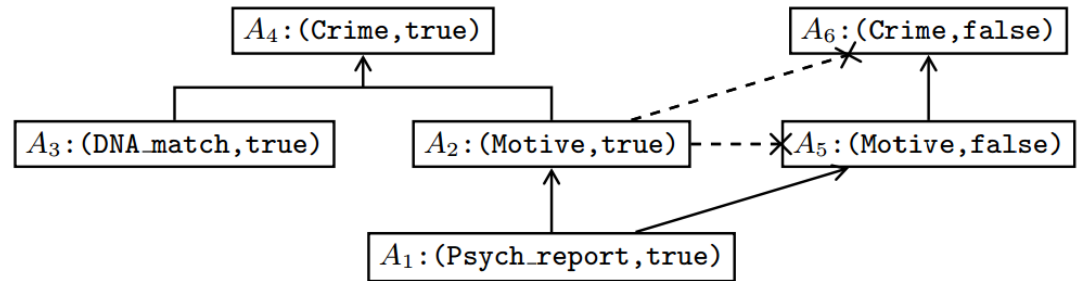 A₄:(Crime,true)
A₆:(Crime,false)
A₃:(DNA_match,true)
A₂:(Motive,true)
A₅:(Motive,false)
A₁:(Psych_report,true)